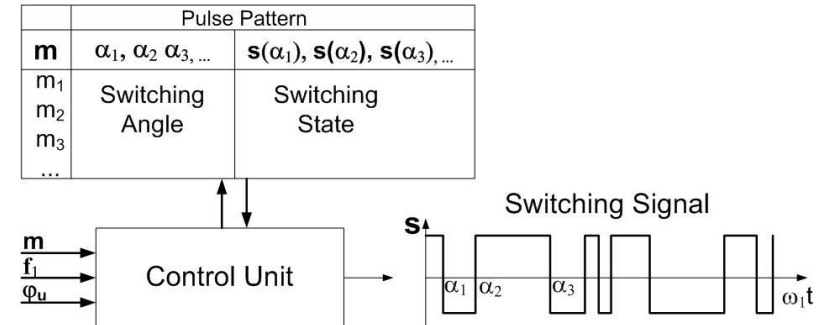 Pulse Pattern
m α₁, α₂ α₃, ... s(α₁), s(α₂), s(α₃), ...
m₁
m₂
m₃
...
Switching Angle
Switching State
Switching Signal
m
f₁
φᵤ
Control Unit
s
α₁ α₂ α₃
ω₁t